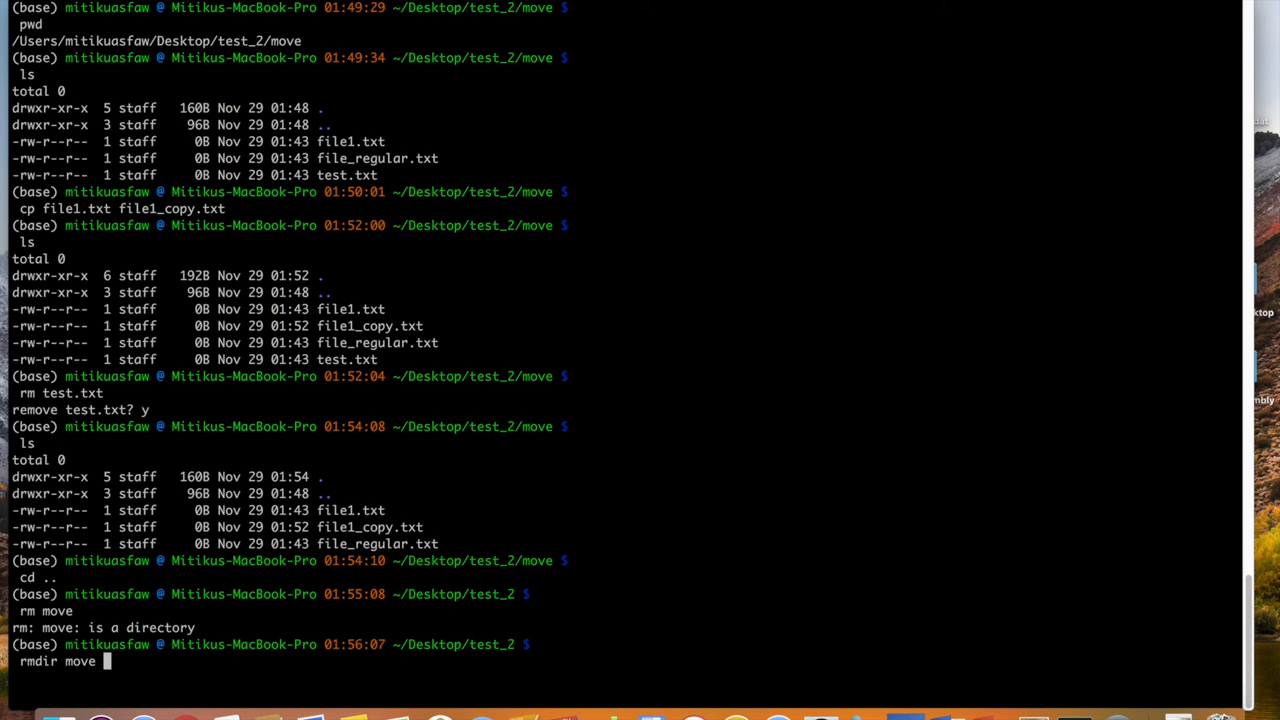 (base) mitikuasfaw @ Mitikus-MacBook-Pro 01:49:29 ~/Desktop/test_2/move $
pwd
/Users/mitikuasfaw/Desktop/test_2/move
(base) mitikuasfaw @ Mitikus-MacBook-Pro 01:49:34 ~/Desktop/test_2/move $
ls
total 0
drwxr-xr-x 5 staff 160B Nov 29 01:48 .
drwxr-xr-x 3 staff 96B Nov 29 01:48 ..
-rw-r--r-- 1 staff 0B Nov 29 01:43 file1.txt
-rw-r--r-- 1 staff 0B Nov 29 01:43 file_regular.txt
-rw-r--r-- 1 staff 0B Nov 29 01:43 test.txt
(base) mitikuasfaw @ Mitikus-MacBook-Pro 01:50:01 ~/Desktop/test_2/move $
cp file1.txt file1_copy.txt
(base) mitikuasfaw @ Mitikus-MacBook-Pro 01:52:00 ~/Desktop/test_2/move $
ls
total 0
drwxr-xr-x 6 staff 192B Nov 29 01:52 .
drwxr-xr-x 3 staff 96B Nov 29 01:48 ..
-rw-r--r-- 1 staff 0B Nov 29 01:43 file1.txt
-rw-r--r-- 1 staff 0B Nov 29 01:52 file1_copy.txt
-rw-r--r-- 1 staff 0B Nov 29 01:43 file_regular.txt
-rw-r--r-- 1 staff 0B Nov 29 01:43 test.txt
(base) mitikuasfaw @ Mitikus-MacBook-Pro 01:52:04 ~/Desktop/test_2/move $
rm test.txt
remove test.txt? y
(base) mitikuasfaw @ Mitikus-MacBook-Pro 01:54:08 ~/Desktop/test_2/move $
ls
total 0
drwxr-xr-x 5 staff 160B Nov 29 01:54 .
drwxr-xr-x 3 staff 96B Nov 29 01:48 ..
-rw-r--r-- 1 staff 0B Nov 29 01:43 file1.txt
-rw-r--r-- 1 staff 0B Nov 29 01:52 file1_copy.txt
-rw-r--r-- 1 staff 0B Nov 29 01:43 file_regular.txt
(base) mitikuasfaw @ Mitikus-MacBook-Pro 01:54:10 ~/Desktop/test_2/move $
cd ..
(base) mitikuasfaw @ Mitikus-MacBook-Pro 01:55:08 ~/Desktop/test_2 $
rm move
rm: move: is a directory
(base) mitikuasfaw @ Mitikus-MacBook-Pro 01:56:07 ~/Desktop/test_2 $
rmdir move
ktop
mbly